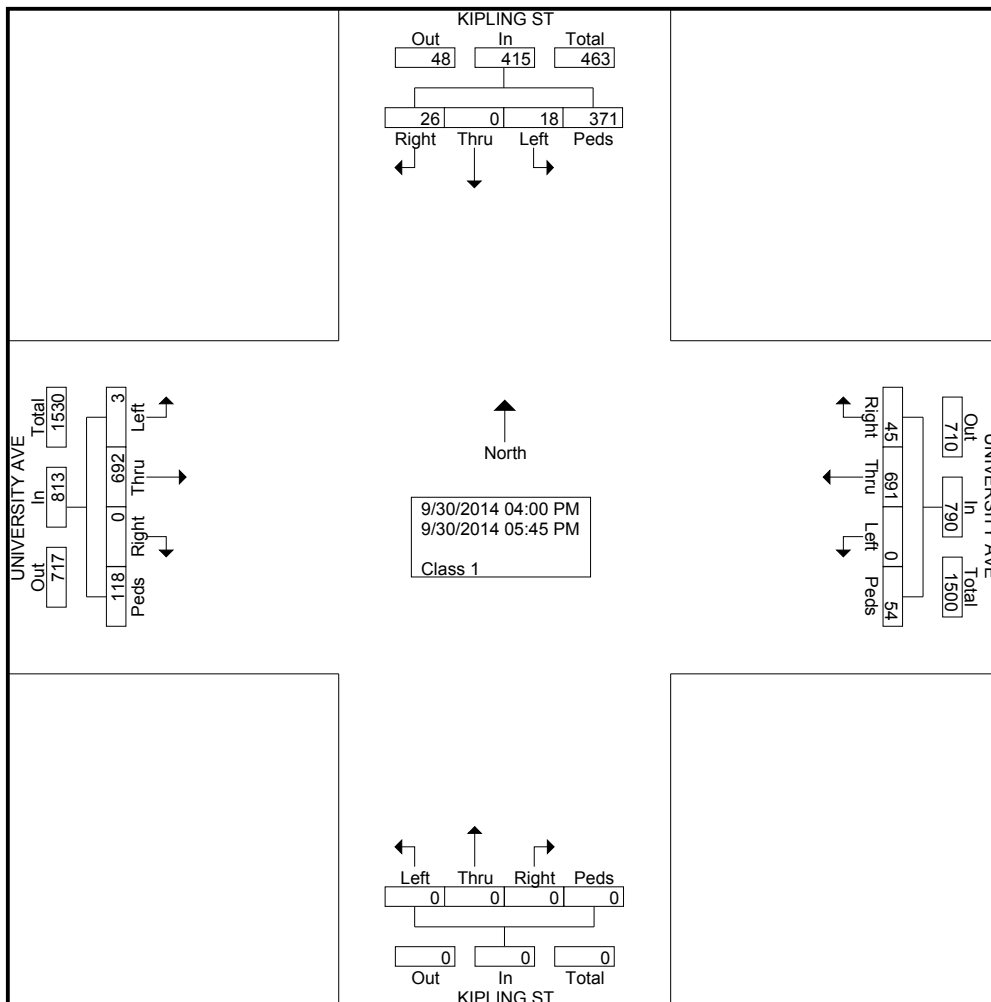 KIPLING ST
Out In Total
48 415 463
26 0 18 371
Right Thru Left Peds
UNIVERSITY AVE
Total In Out
1530 813 717
3 692 0 118
Left Thru Right Peds
North
9/30/2014 04:00 PM
9/30/2014 05:45 PM
Class 1
Right Thru Left Peds
45 691 0 54
710 790 1500
Out In Total
UNIVERSITY AVE
Left Thru Right Peds
0 0 0 0
0 0 0
Out In Total
KIPLING ST